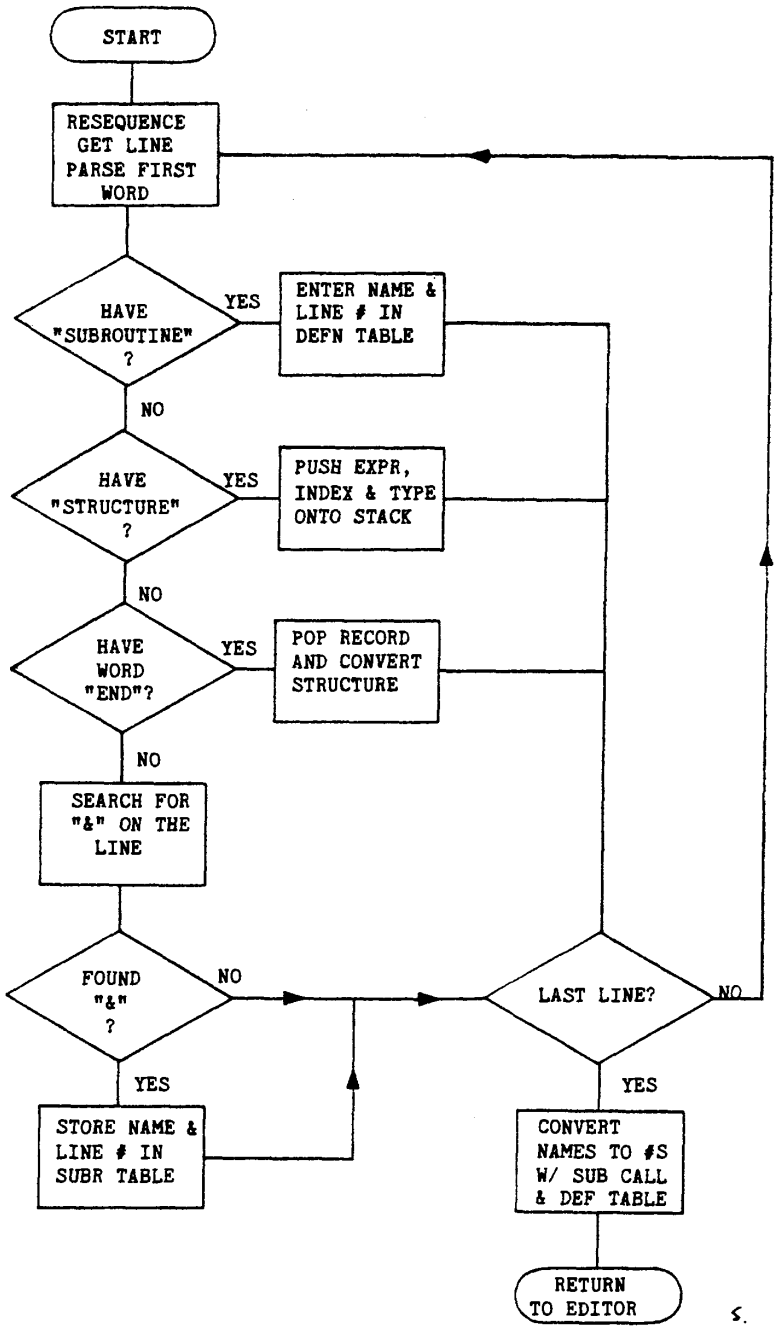 START
RESEQUENCE
GET LINE
PARSE FIRST
WORD
HAVE
"SUBROUTINE"
?
YES
ENTER NAME &
LINE # IN
DEFN TABLE
NO
HAVE
"STRUCTURE"
?
YES
PUSH EXPR,
INDEX & TYPE
ONTO STACK
NO
HAVE
WORD
"END"?
YES
POP RECORD
AND CONVERT
STRUCTURE
NO
SEARCH FOR
"&" ON THE
LINE
FOUND
"&"
?
NO
YES
STORE NAME &
LINE # IN
SUBR TABLE
LAST LINE?
NO
YES
CONVERT
NAMES TO #S
W/ SUB CALL
& DEF TABLE
RETURN
TO EDITOR
5.